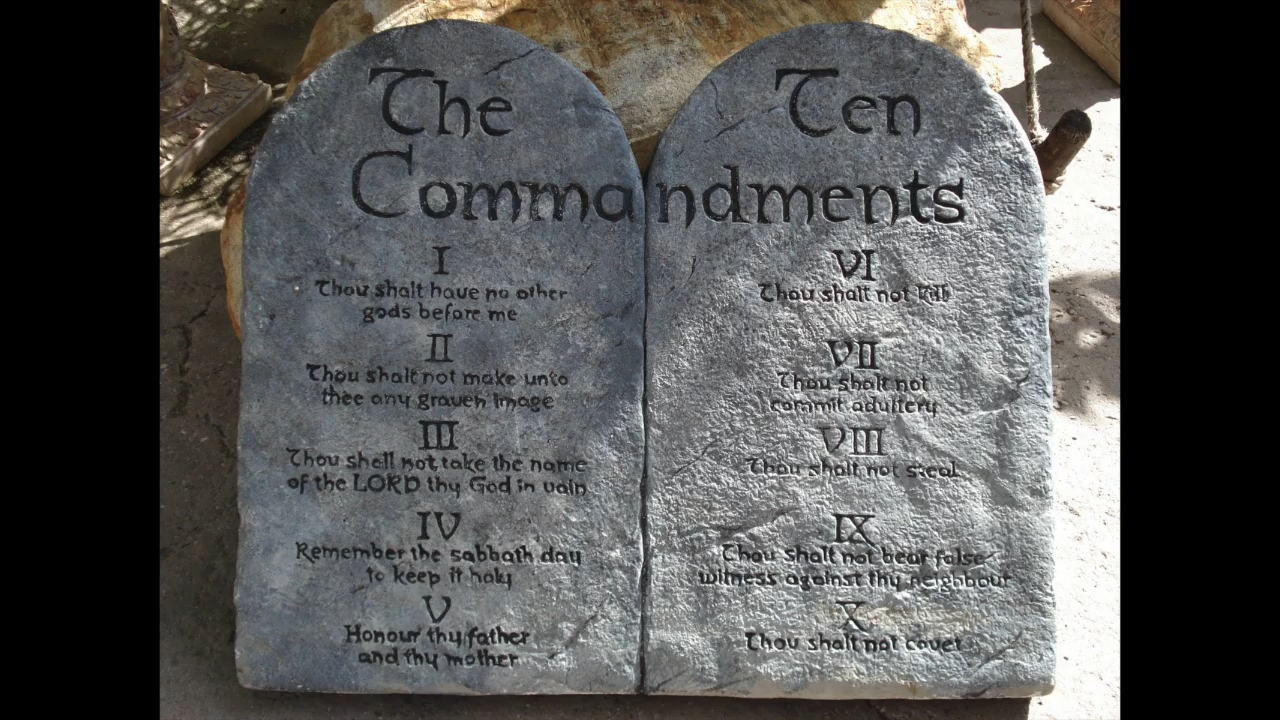 The Ten
Commandments
I
Thou shalt have no other
gods before me
II
Thou shalt not make unto
thee any graven image
III
Thou shall not take the name
of the LORD thy God in vain
IV
Remember the sabbath day
to keep it holy
V
Honour thy father
and thy mother
VI
Thou shalt not kill
VII
Thou shalt not
commit adultery
VIII
Thou shalt not steal
IX
Thou shalt not bear false
witness against thy neighbour
X
Thou shalt not covet